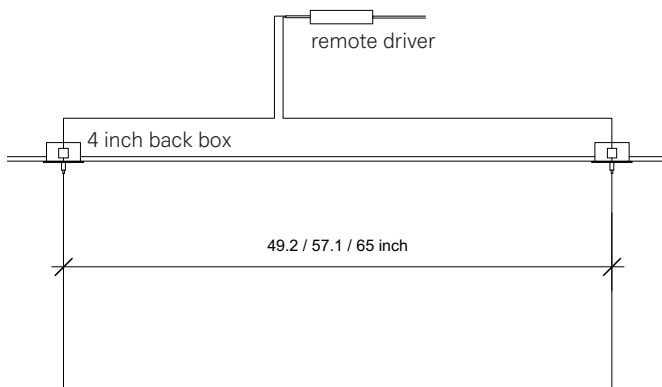 remote driver
4 inch back box
49.2 / 57.1 / 65 inch